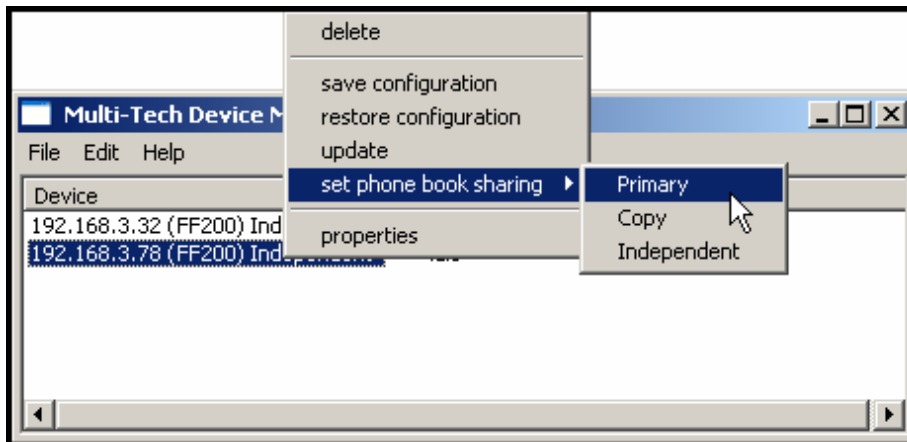 delete
save configuration
restore configuration
update
set phone book sharing
properties
Primary
Copy
Independent
Multi-Tech Device
File Edit Help
Device
192.168.3.32 (FF200)
192.168.3.78 (FF200)